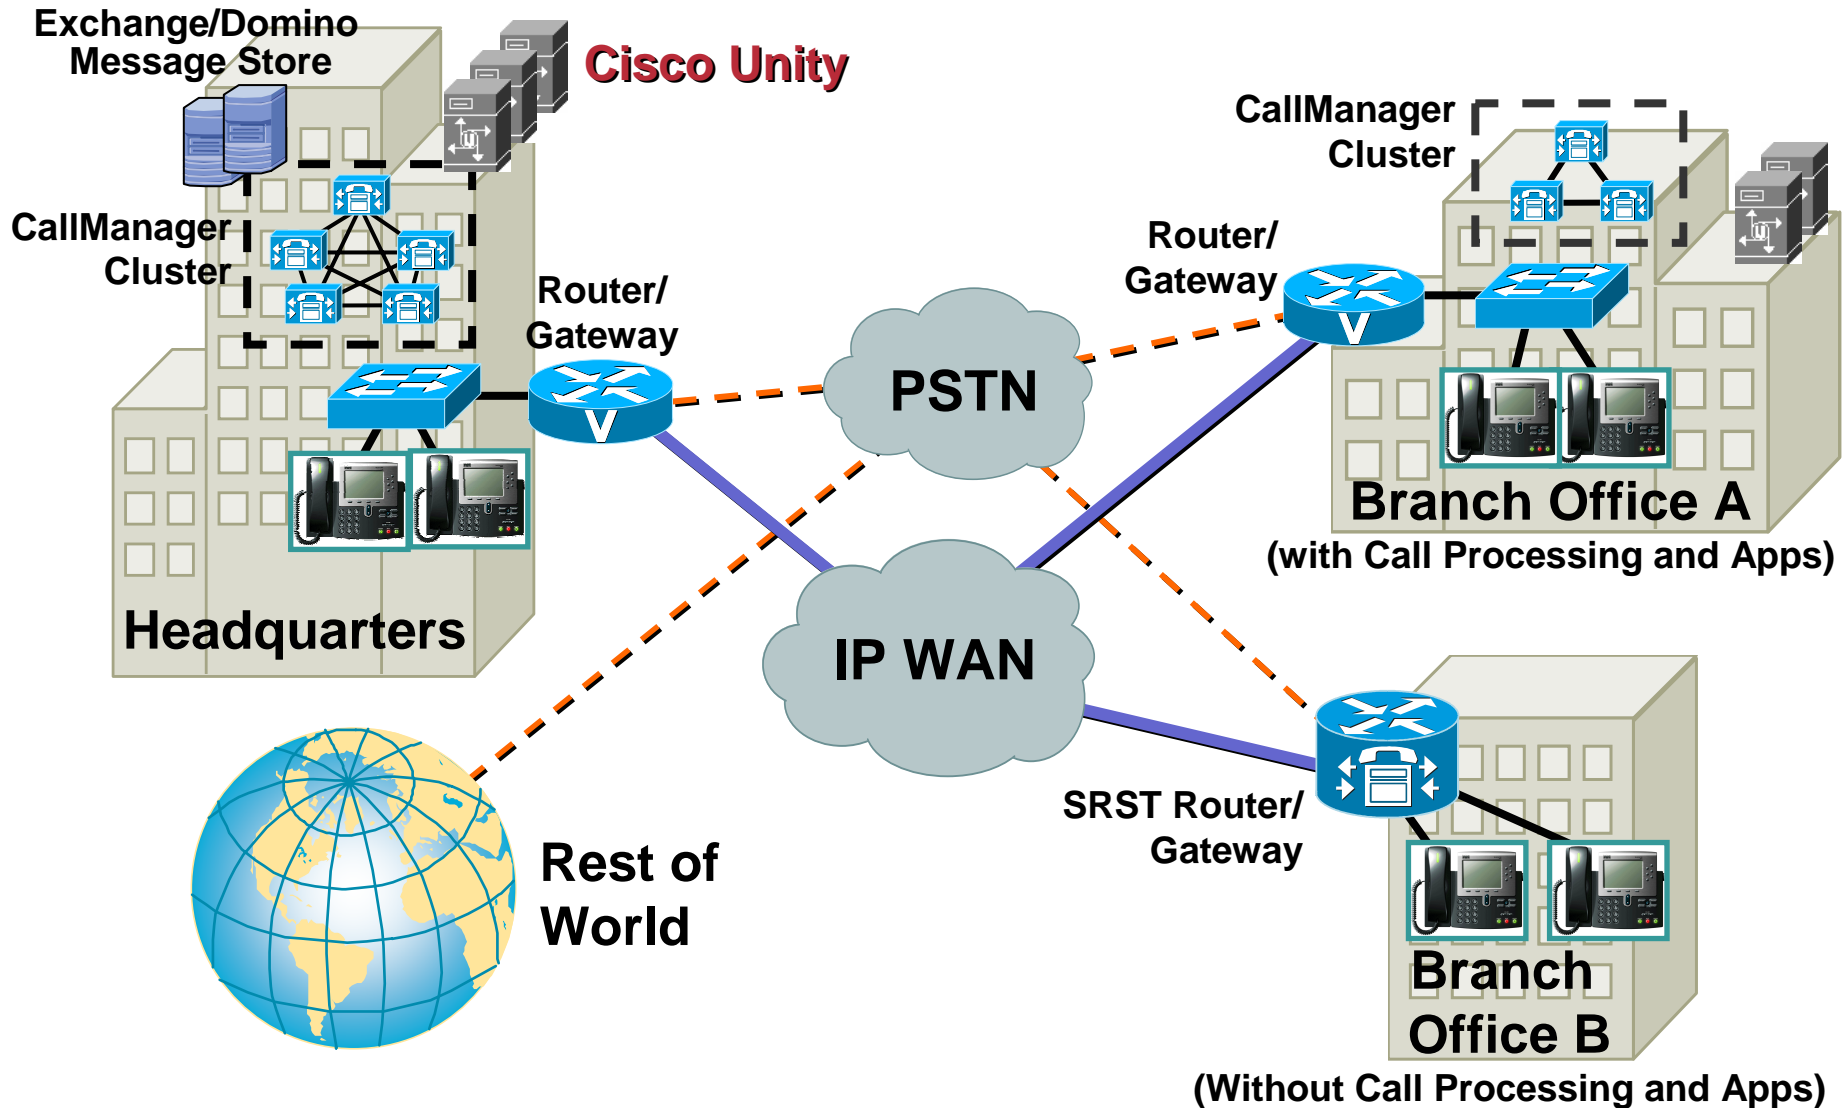 Exchange/Domino
Message Store
Cisco Unity
CallManager
Cluster
Router/
Gateway
V
Headquarters
PSTN
IP WAN
Rest of
World
CallManager
Cluster
Router/
Gateway
V
Branch Office A
(with Call Processing and Apps)
SRST Router/
Gateway
Branch
Office B
(Without Call Processing and Apps)
U
U